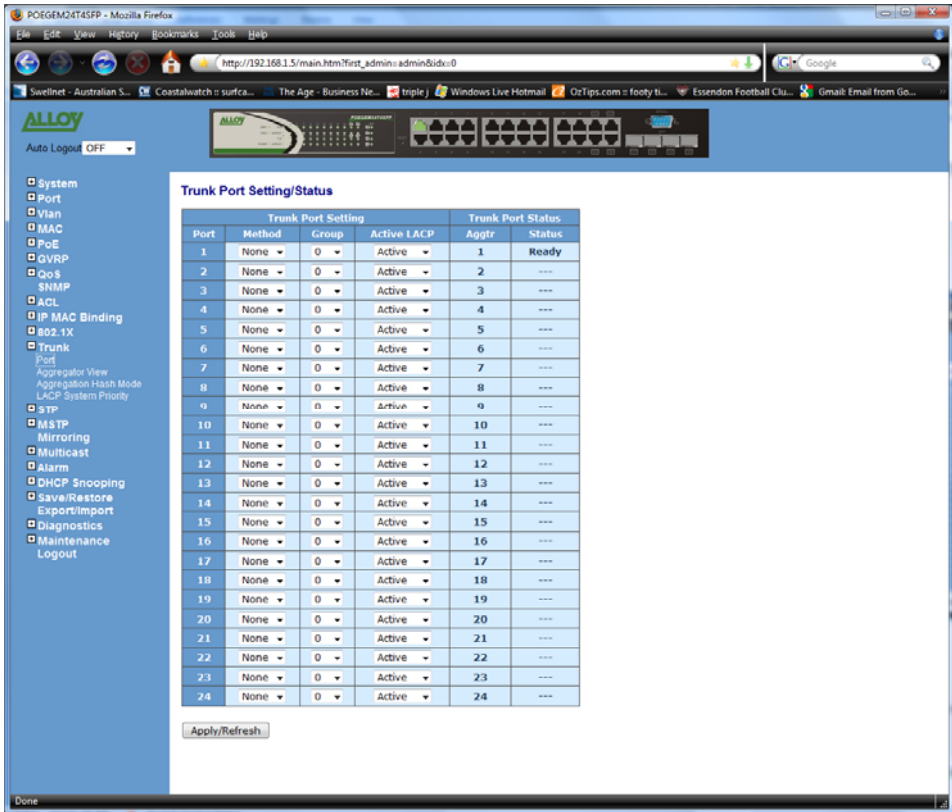 POEGEM24T4SFP - Mozilla Firefox
File Edit View History Bookmarks Tools Help
http://192.168.1.5/main.htm?first_admin=admin&idx=0
Google
Swellnet - Australian S... Coastalwatch :: surfca... The Age - Business Ne... triple j Windows Live Hotmail OzTips.com :: footy ti... Essendon Football Clu... Gmail: Email from Go...
ALLOY
Auto Logout OFF
ALLOY
System
Port
Vlan
MAC
PoE
GVRP
QoS
SNMP
ACL
IP MAC Binding
802.1X
Trunk
Port
Aggregator View
Aggregation Hash Mode
LACP System Priority
STP
MSTP
Mirroring
Multicast
Alarm
DHCP Snooping
Save/Restore
Export/Import
Diagnostics
Maintenance
Logout
Trunk Port Setting/Status
Trunk Port Setting Trunk Port Status
Port Method Group Active LACP Aggtr Status
1 None 0 Active 1 Ready
2 None 0 Active 2 ---
3 None 0 Active 3 ---
4 None 0 Active 4 ---
5 None 0 Active 5 ---
6 None 0 Active 6 ---
7 None 0 Active 7 ---
8 None 0 Active 8 ---
9 None 0 Active 9 ---
10 None 0 Active 10 ---
11 None 0 Active 11 ---
12 None 0 Active 12 ---
13 None 0 Active 13 ---
14 None 0 Active 14 ---
15 None 0 Active 15 ---
16 None 0 Active 16 ---
17 None 0 Active 17 ---
18 None 0 Active 18 ---
19 None 0 Active 19 ---
20 None 0 Active 20 ---
21 None 0 Active 21 ---
22 None 0 Active 22 ---
23 None 0 Active 23 ---
24 None 0 Active 24 ---
Apply/Refresh
Done